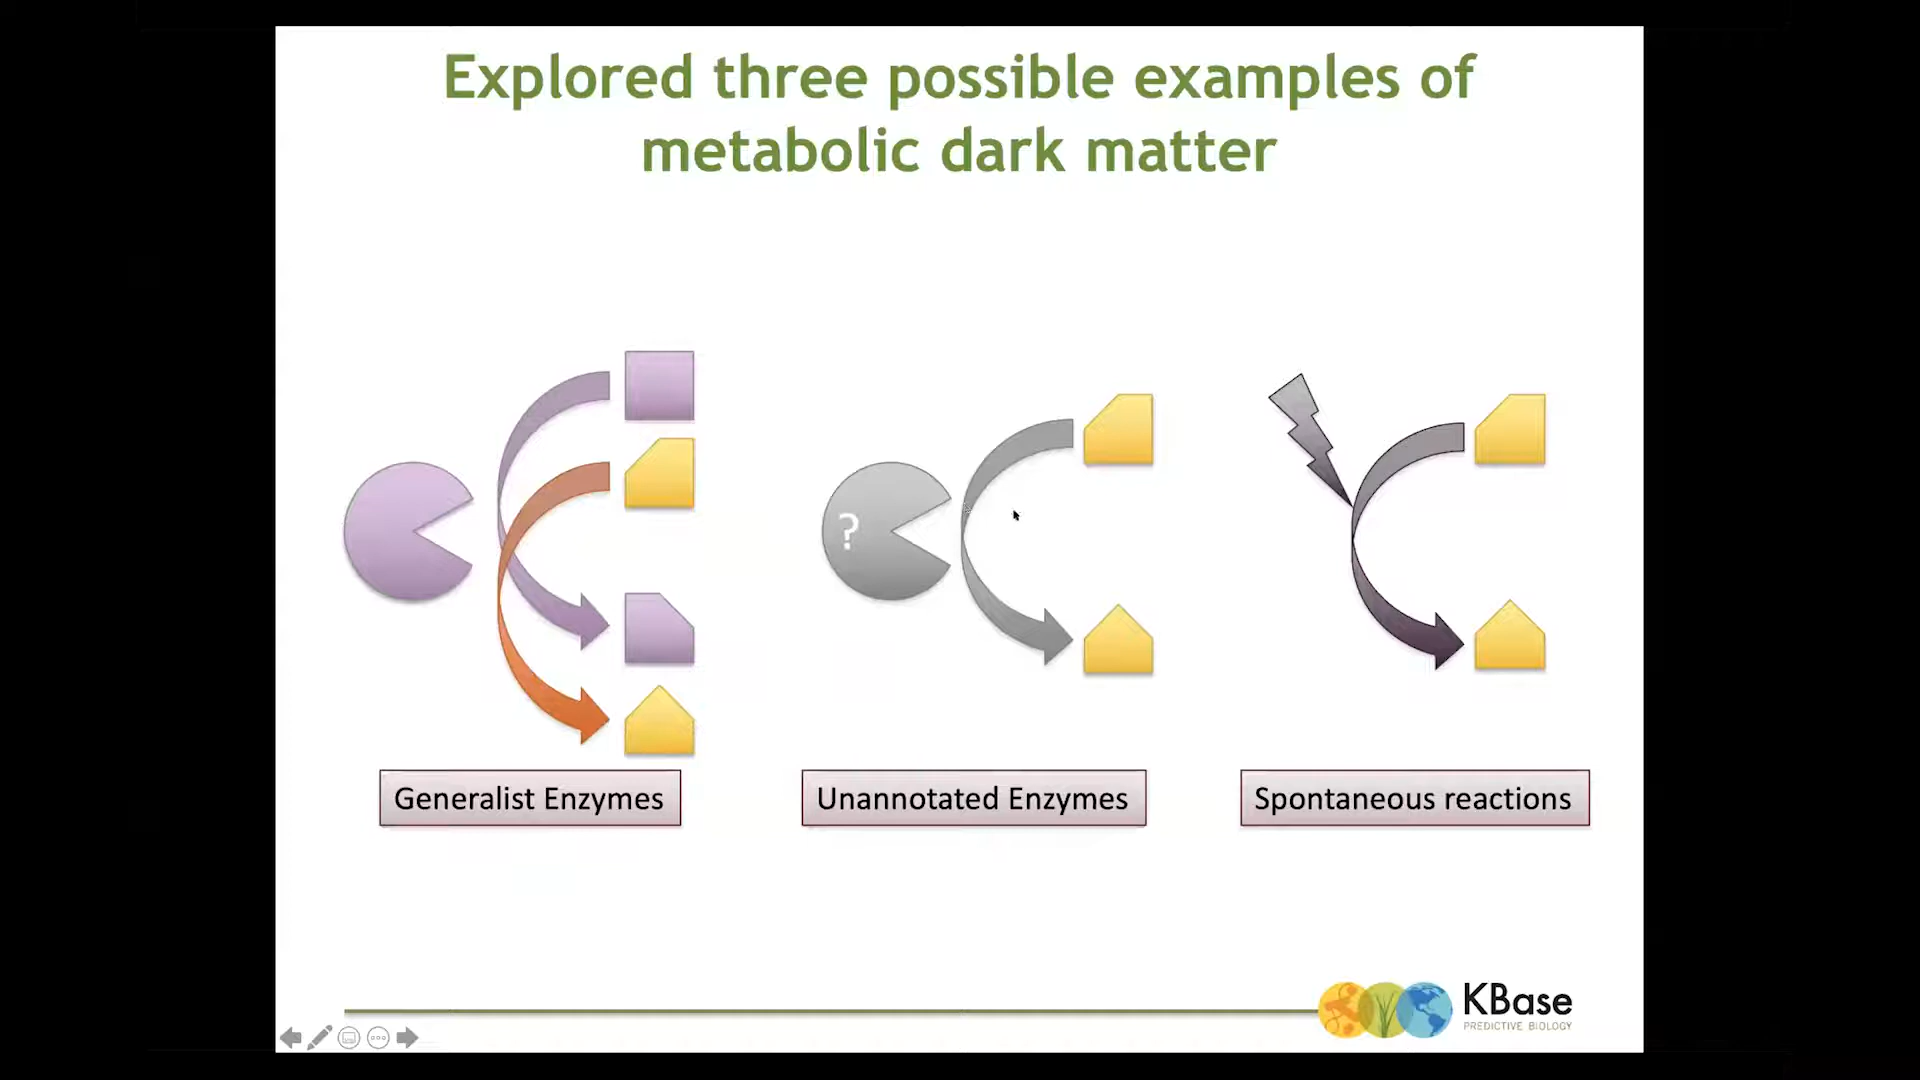 Explored three possible examples of
metabolic dark matter
?
Generalist Enzymes
Unannotated Enzymes
Spontaneous reactions
KBase
PREDICTIVE BIOLOGY